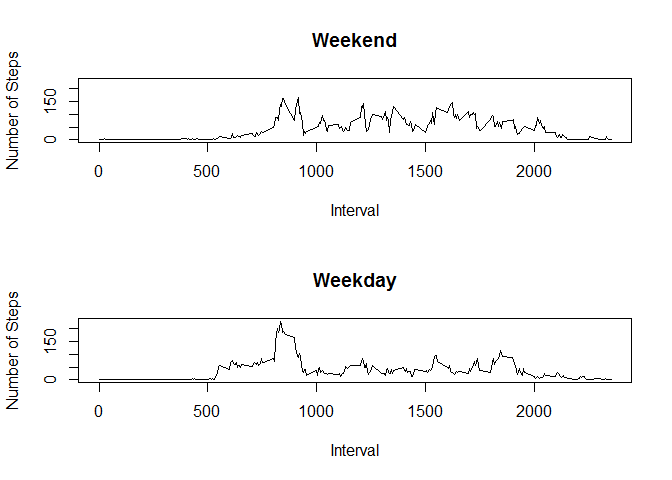 Weekend
Number of Steps
150
0
0 500 1000 1500 2000
Interval
Weekday
Number of Steps
150
0
0 500 1000 1500 2000
Interval